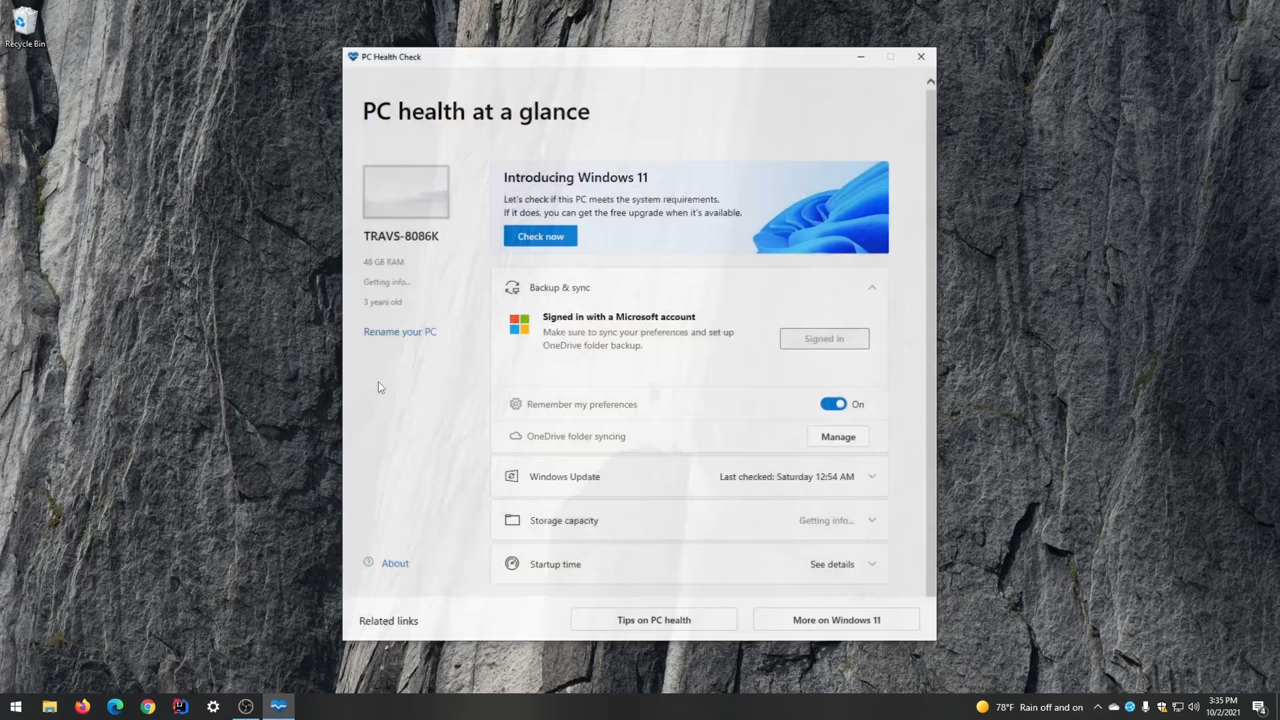 Recycle Bin
PC Health Check
PC health at a glance
TRAVS-8086K
48 GB RAM
Getting info...
3 years old
Rename your PC
About
Introducing Windows 11
Let's check if this PC meets the system requirements.
If it does, you can get the free upgrade when it's available.
Check now
Backup & sync
Signed in with a Microsoft account
Make sure to sync your preferences and set up
OneDrive folder backup.
Signed in
Remember my preferences
On
OneDrive folder syncing
Manage
Windows Update
Last checked: Saturday 12:54 AM
Storage capacity
Getting info...
Startup time
See details
Related links
Tips on PC health
More on Windows 11
78°F Rain off and on
3:35 PM
10/2/2021